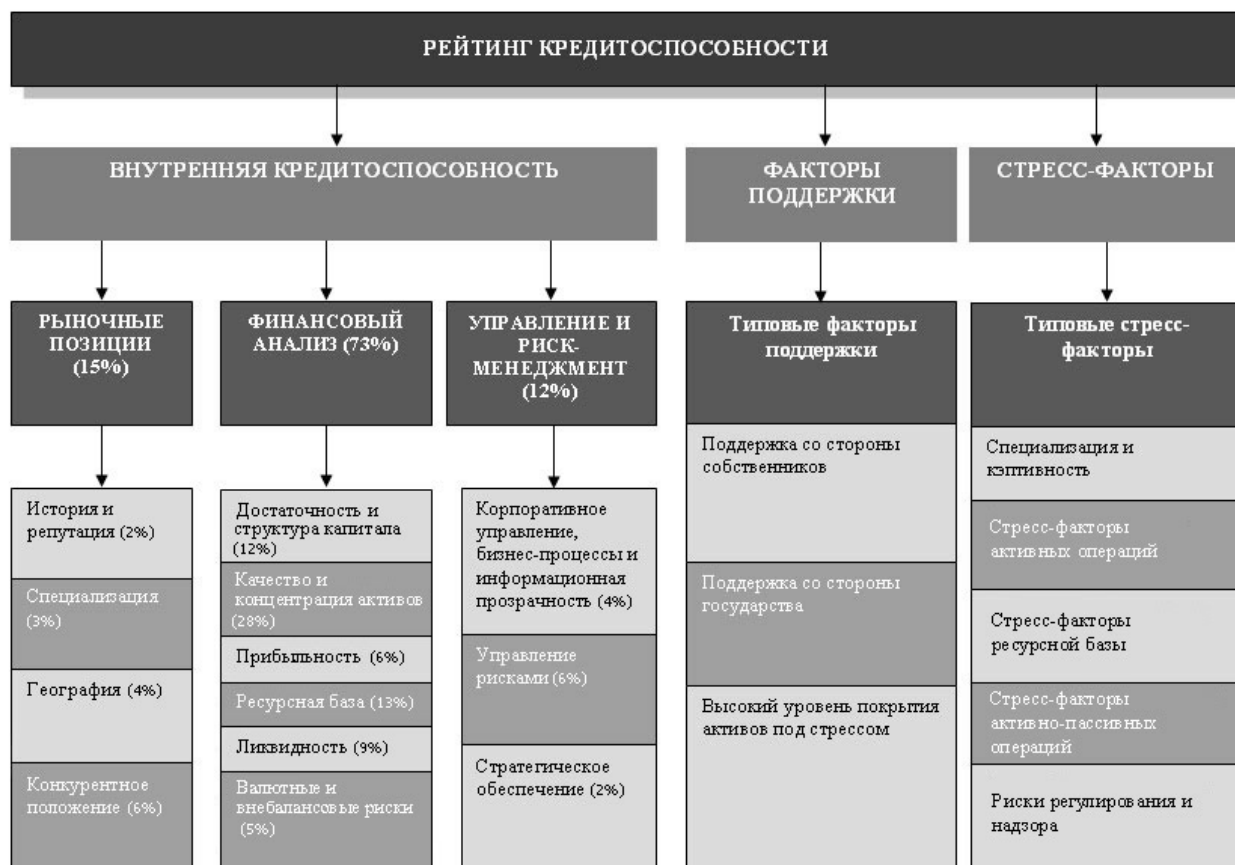 РЕЙТИНГ КРЕДИТОСПОСОБНОСТИ
ВНУТРЕННЯЯ КРЕДИТОСПОСОБНОСТЬ
ФАКТОРЫ
ПОДДЕРЖКИ
СТРЕСС-ФАКТОРЫ
РЫНОЧНЫЕ
ПОЗИЦИИ
(15%)
ФИНАНСОВЫЙ
АНАЛИЗ (73%)
УПРАВЛЕНИЕ И
РИСК-
МЕНЕДЖМЕНТ
(12%)
Типовые факторы
поддержки
Типовые стресс-
факторы
История и
репутация (2%)
Специализация
(3%)
География (4%)
Конкурентное
положение (6%)
Достаточность и
структура капитала
(12%)
Качество и
концентрация активов
(28%)
Прибыльность (6%)
Ресурсная база (13%)
Ликвидность (9%)
Валютные и
внебалансовые риски
(5%)
Корпоративное
управление,
бизнес-процессы и
информационная
прозрачность (4%)
Управление
рисками (6%)
Стратегическое
обеспечение (2%)
Поддержка со стороны
собственников
Поддержка со стороны
государства
Высокий уровень покрытия
активов под стрессом
Специализация и
кэптивность
Стресс-факторы
активных операций
Стресс-факторы
ресурсной базы
Стресс-факторы
активно-пассивных
операций
Риски регулирования и
надзора